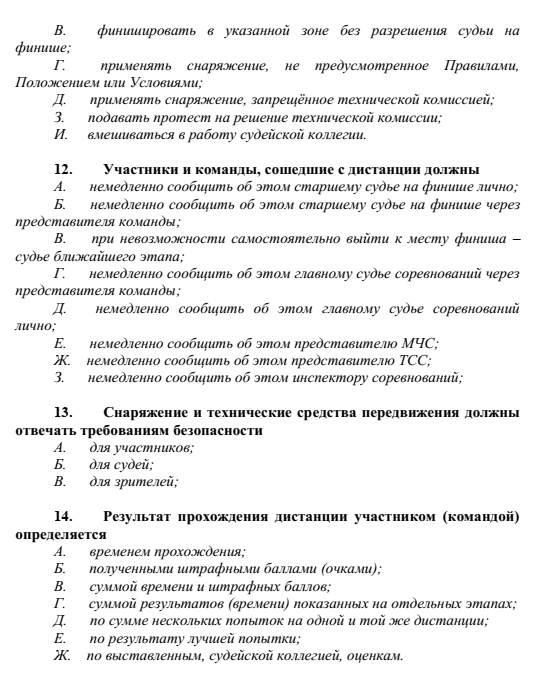 В. финишировать в указанной зоне без разрешения судьи на
финише;
Г. применять снаряжение, не предусмотренное Правилами,
Положением или Условиями;
Д. применять снаряжение, запрещённое технической комиссией;
З. подавать протест на решение технической комиссии;
И. вмешиваться в работу судейской коллегии.
12. Участники и команды, сошедшие с дистанции должны
А. немедленно сообщить об этом старшему судье на финише лично;
Б. немедленно сообщить об этом старшему судье на финише через
представителя команды;
В. при невозможности самостоятельно выйти к месту финиша –
судье ближайшего этапа;
Г. немедленно сообщить об этом главному судье соревнований через
представителя команды;
Д. немедленно сообщить об этом главному судье соревнований
лично;
Е. немедленно сообщить об этом представителю МЧС;
Ж. немедленно сообщить об этом представителю ТСС;
З. немедленно сообщить об этом инспектору соревнований;
13. Снаряжение и технические средства передвижения должны
отвечать требованиям безопасности
А. для участников;
Б. для судей;
В. для зрителей;
14. Результат прохождения дистанции участником (командой)
определяется
А. временем прохождения;
Б. полученными штрафными баллами (очками);
В. суммой времени и штрафных баллов;
Г. суммой результатов (времени) показанных на отдельных этапах;
Д. по сумме нескольких попыток на одной и той же дистанции;
Е. по результату лучшей попытки;
Ж. по выставленным, судейской коллегией, оценкам.